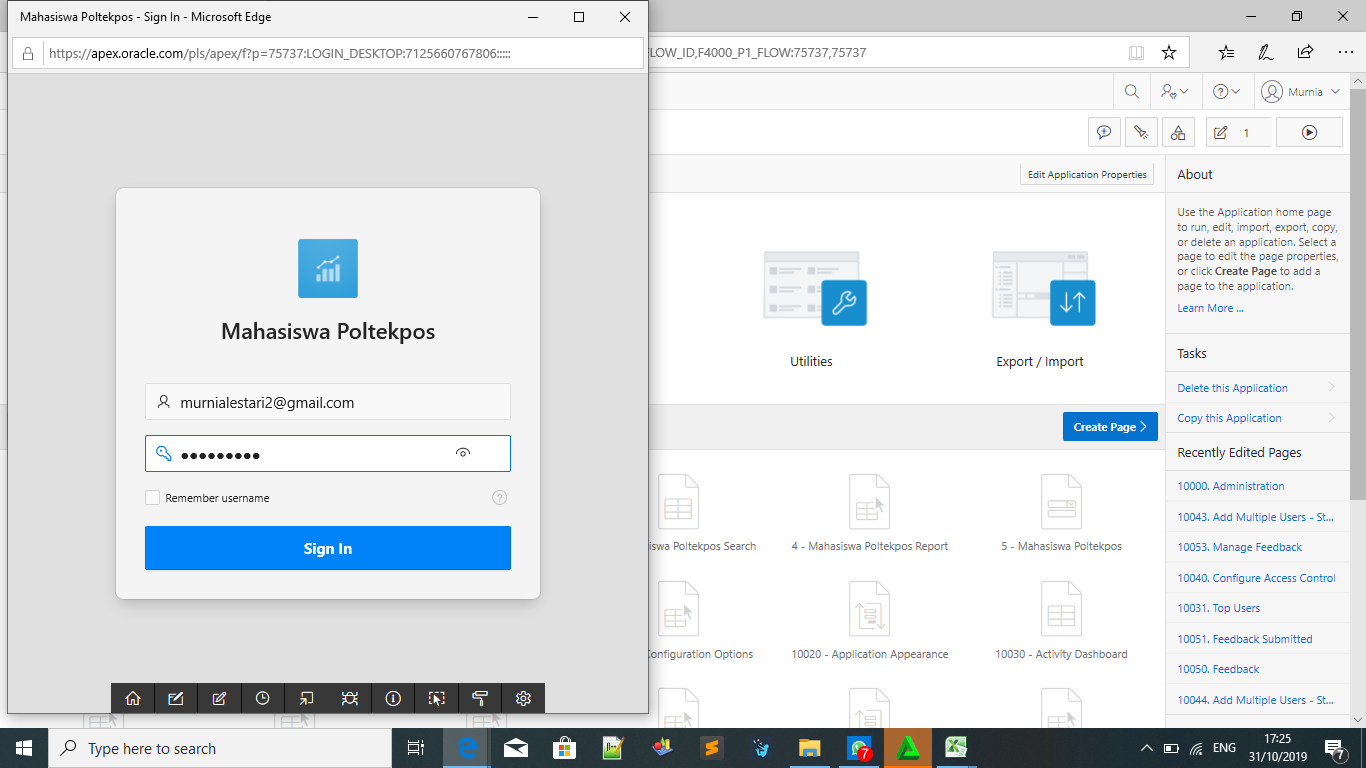 Mahasiswa Poltekpos - Sign In - Microsoft Edge
https://apex.oracle.com/pls/apex/f?p=75737:LOGIN_DESKTOP:7125660767806:::::
FLOW_ID,F4000_P1_FLOW:75737,75737
Murnia
1
Edit Application Properties
About
Use the Application home page
to run, edit, import, export, copy,
or delete an application. Select a
page to edit the page properties,
or click Create Page to add a
page to the application.
Learn More ...
Mahasiswa Poltekpos
murnialestari2@gmail.com
Remember username
Sign In
Utilities
Export / Import
Create Page
Tasks
Delete this Application
Copy this Application
Recently Edited Pages
10000. Administration
10043. Add Multiple Users - St...
10053. Manage Feedback
10040. Configure Access Control
10031. Top Users
10051. Feedback Submitted
10050. Feedback
10044. Add Multiple Users - St...
Poltekpos Search
4 - Mahasiswa Poltekpos Report
5 - Mahasiswa Poltekpos
Configuration Options
10020 - Application Appearance
10030 - Activity Dashboard
Type here to search
7
ENG
17:25
31/10/2019
7